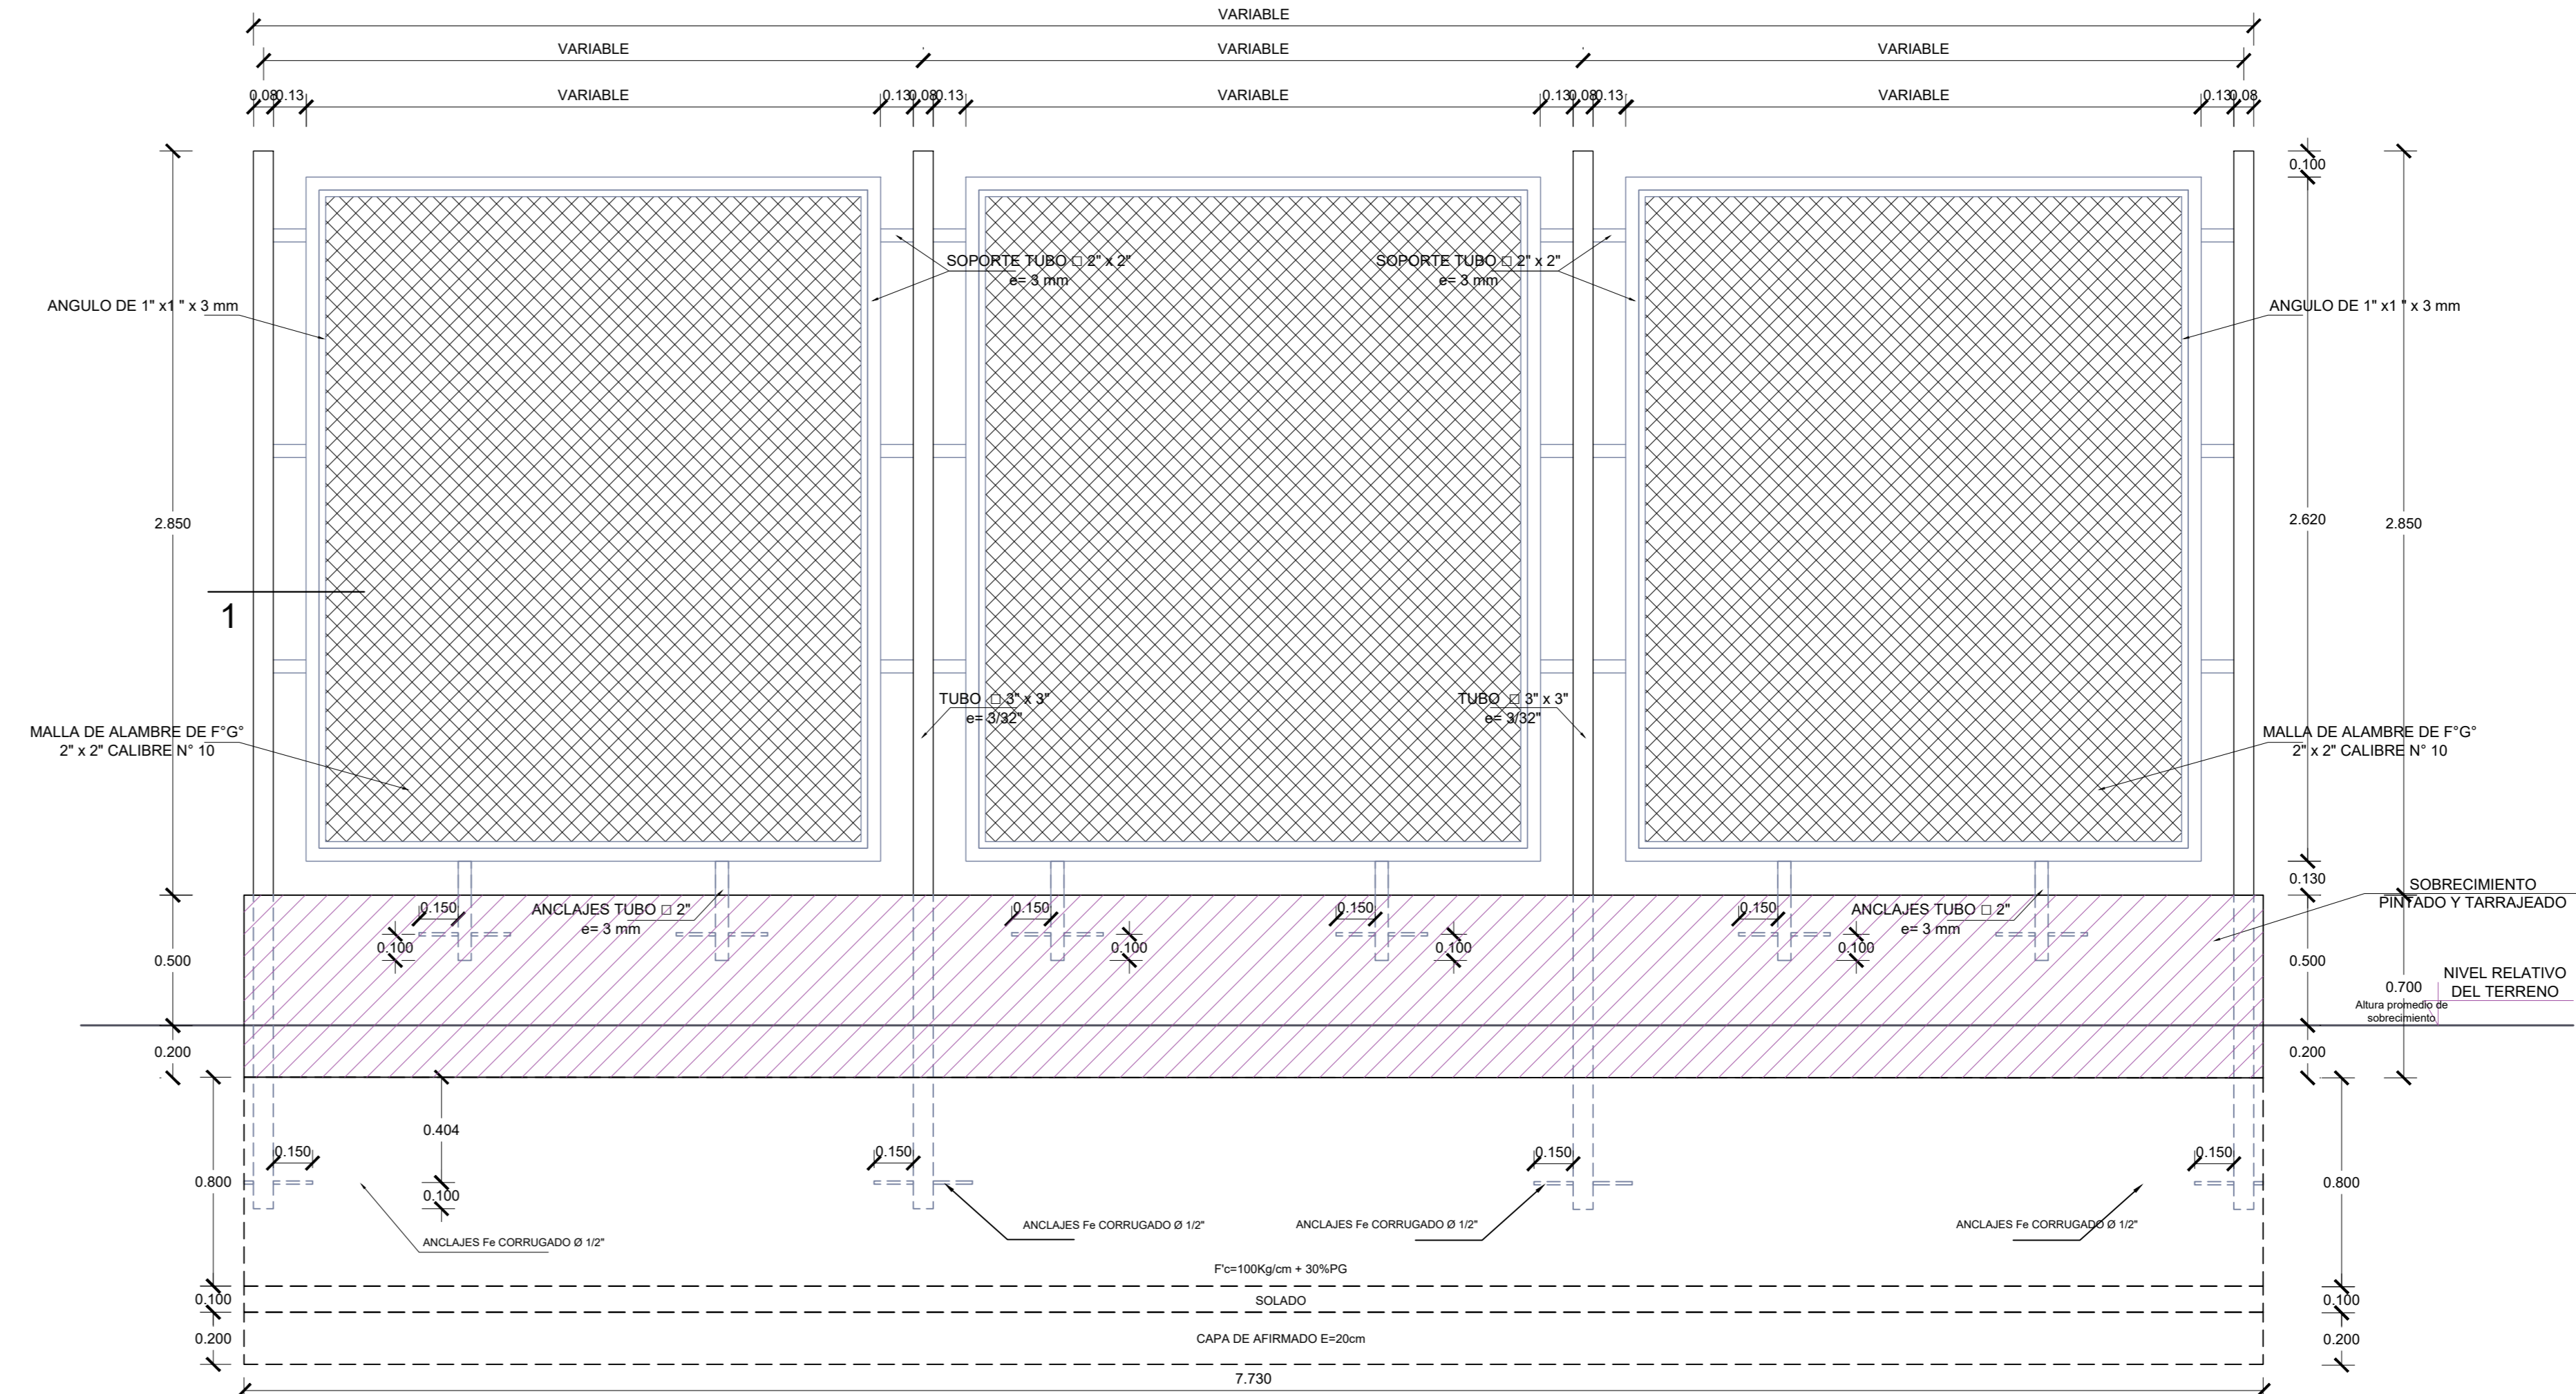 VARIABLE
VARIABLE VARIABLE VARIABLE
0.08 0.13 VARIABLE 0.13 0.08 0.13 VARIABLE 0.13 0.08 0.13 VARIABLE 0.13 0.08
0.100
SOPORTE TUBO □ 2" x 2"
e= 3 mm
SOPORTE TUBO □ 2" x 2"
e= 3 mm
ANGULO DE 1" x1 " x 3 mm
ANGULO DE 1" x1 " x 3 mm
2.850
2.620
2.850
1
TUBO □ 3" x 3"
e= 3/32"
TUBO □ 3" x 3"
e= 3/32"
MALLA DE ALAMBRE DE F°G°
2" x 2" CALIBRE N° 10
MALLA DE ALAMBRE DE F°G°
2" x 2" CALIBRE N° 10
0.130
SOBRECIMIENTO
PINTADO Y TARRAJEADO
0.150
ANCLAJES TUBO □ 2"
e= 3 mm
0.150
0.150
0.150
ANCLAJES TUBO □ 2"
e= 3 mm
0.100
0.100
0.100
0.100
0.500
0.500
NIVEL RELATIVO
DEL TERRENO
0.700
Altura promedio de
sobrecimiento
0.200
0.200
0.404
0.150
0.150
0.150
0.150
0.800
0.100
0.800
ANCLAJES Fe CORRUGADO Ø 1/2"
ANCLAJES Fe CORRUGADO Ø 1/2"
ANCLAJES Fe CORRUGADO Ø 1/2"
ANCLAJES Fe CORRUGADO Ø 1/2"
F'c=100Kg/cm + 30%PG
0.100
SOLADO
0.100
0.200
CAPA DE AFIRMADO E=20cm
0.200
7.730